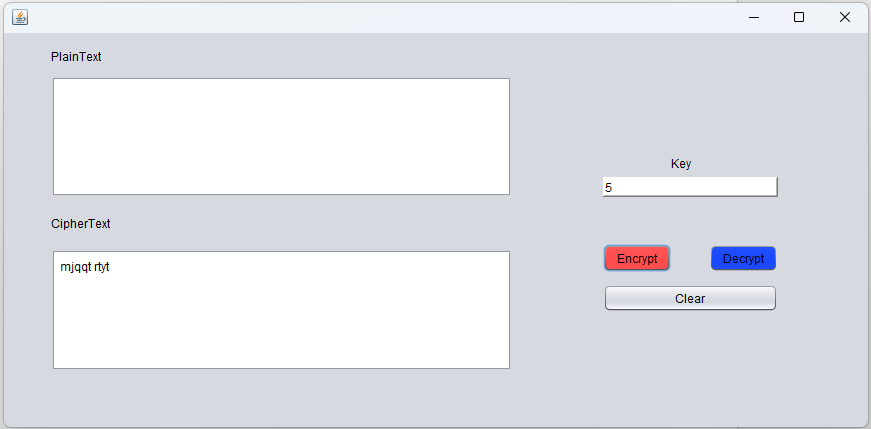 PlainText
Key
5
CipherText
mjqqt rtyt
Encrypt
Decrypt
Clear